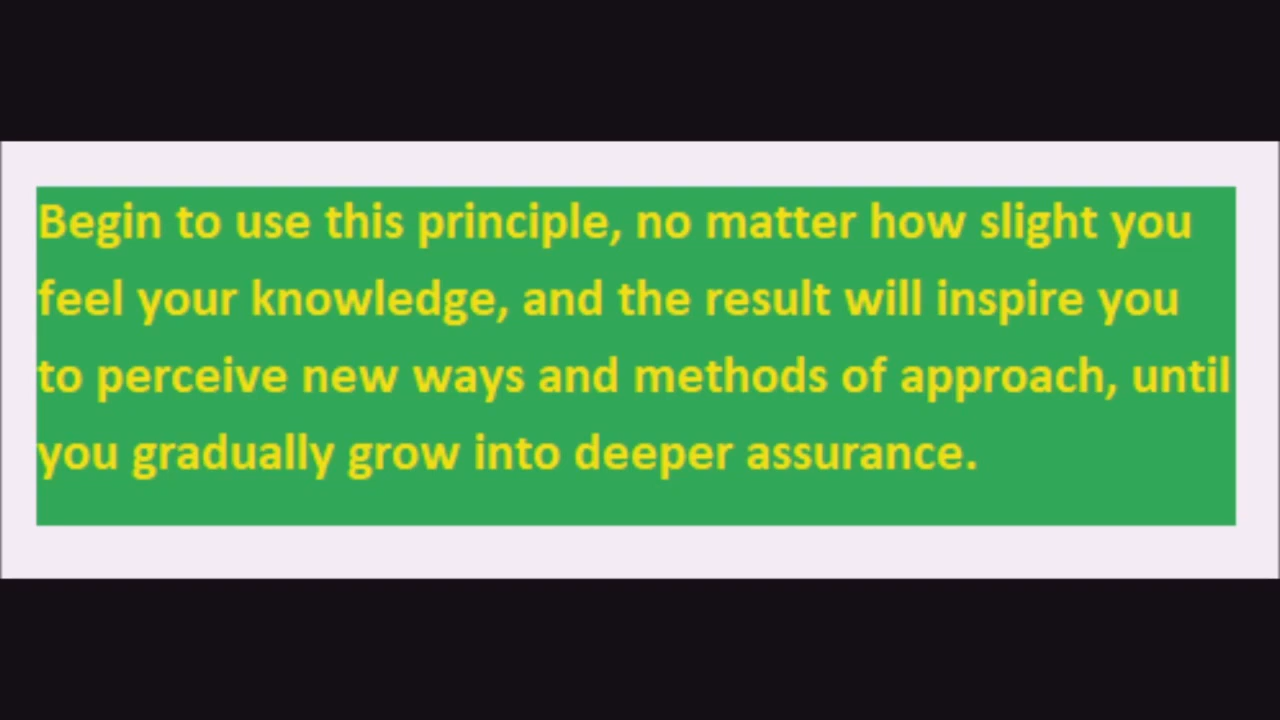 Begin to use this principle, no matter how slight you
feel your knowledge, and the result will inspire you
to perceive new ways and methods of approach, until
you gradually grow into deeper assurance.